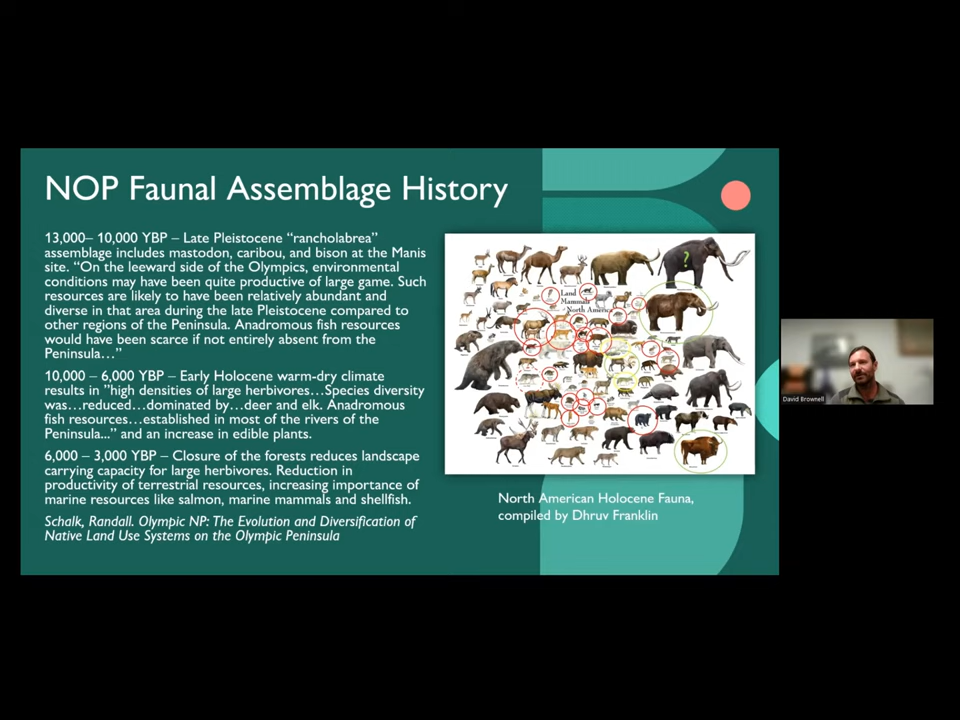 NOP Faunal Assemblage History
13,000– 10,000 YBP – Late Pleistocene “rancholabrea”
assemblage includes mastodon, caribou, and bison at the Manis
site. “On the leeward side of the Olympics, environmental
conditions may have been quite productive of large game. Such
resources are likely to have been relatively abundant and
diverse in that area during the late Pleistocene compared to
other regions of the Peninsula. Anadromous fish resources
would have been scarce if not entirely absent from the
Peninsula…”
10,000 – 6,000 YBP – Early Holocene warm-dry climate
results in ”high densities of large herbivores…Species diversity
was…reduced…dominated by…deer and elk. Anadromous
fish resources…established in most of the rivers of the
Peninsula...” and an increase in edible plants.
6,000 – 3,000 YBP – Closure of the forests reduces landscape
carrying capacity for large herbivores. Reduction in
productivity of terrestrial resources, increasing importance of
marine resources like salmon, marine mammals and shellfish.
Schalk, Randall. Olympic NP: The Evolution and Diversification of
Native Land Use Systems on the Olympic Peninsula
Land
Mammals
North America
?
North American Holocene Fauna,
compiled by Dhruv Franklin
David Brownell